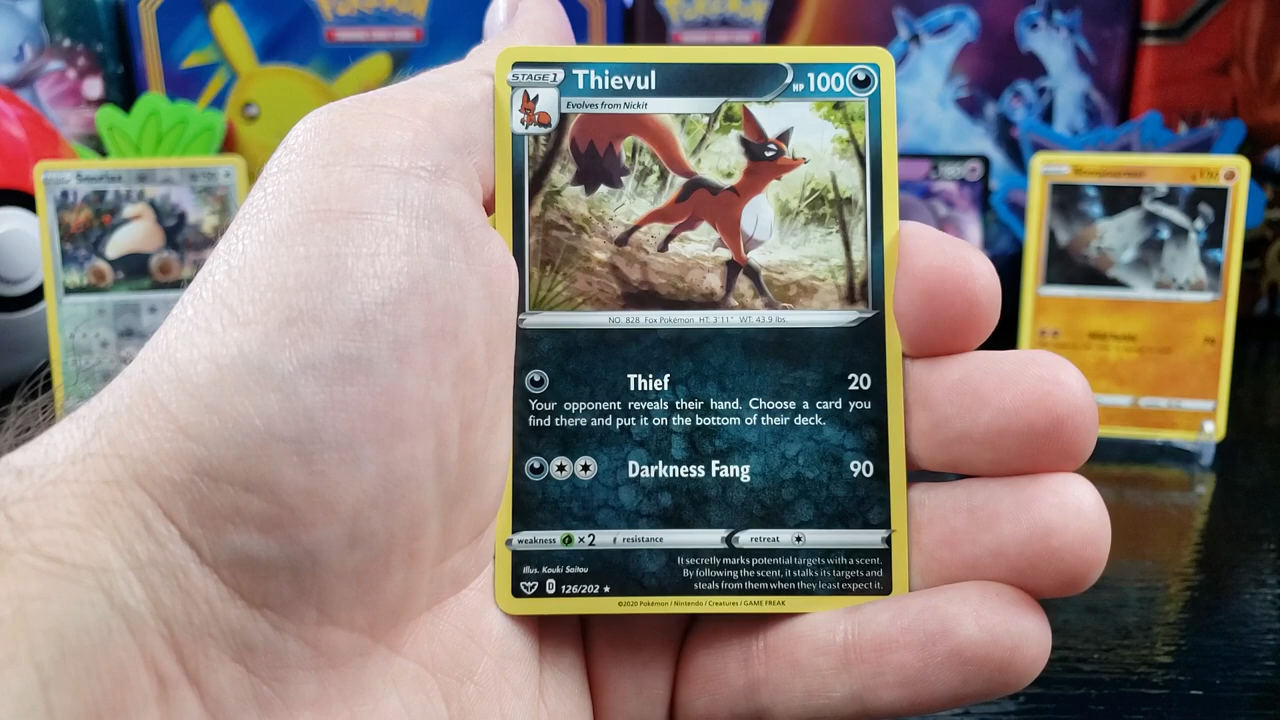 Pokémon
Pokémon
STAGE 1
Thievul
HP 100
Evolves from Nickit
NO. 828 Fox Pokémon HT: 3'11" WT: 43.9 lbs.
Thief 20
Your opponent reveals their hand. Choose a card you
find there and put it on the bottom of their deck.
Darkness Fang 90
weakness ×2 resistance retreat
Illus. Kouki Saitou
It secretly marks potential targets with a scent.
By following the scent, it stalks its targets and
steals from them when they least expect it.
D 126/202 ★
©2020 Pokémon / Nintendo / Creatures / GAME FREAK
Snorlax